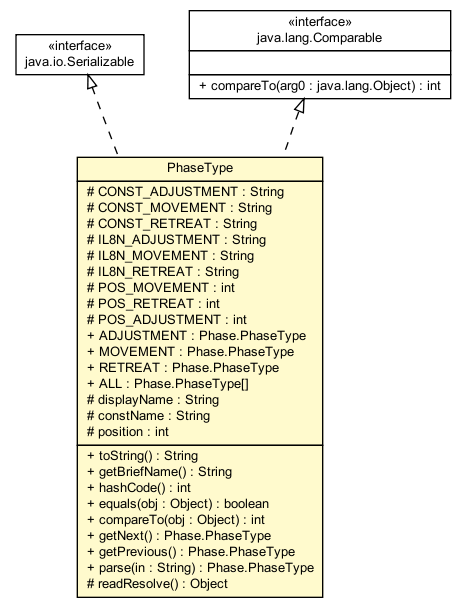 «interface»
java.io.Serializable
«interface»
java.lang.Comparable
+ compareTo(arg0 : java.lang.Object) : int
PhaseType
# CONST_ADJUSTMENT : String
# CONST_MOVEMENT : String
# CONST_RETREAT : String
# IL8N_ADJUSTMENT : String
# IL8N_MOVEMENT : String
# IL8N_RETREAT : String
# POS_MOVEMENT : int
# POS_RETREAT : int
# POS_ADJUSTMENT : int
+ ADJUSTMENT : Phase.PhaseType
+ MOVEMENT : Phase.PhaseType
+ RETREAT : Phase.PhaseType
+ ALL : Phase.PhaseType[]
# displayName : String
# constName : String
# position : int
+ toString() : String
+ getBriefName() : String
+ hashCode() : int
+ equals(obj : Object) : boolean
+ compareTo(obj : Object) : int
+ getNext() : Phase.PhaseType
+ getPrevious() : Phase.PhaseType
+ parse(in : String) : Phase.PhaseType
# readResolve() : Object